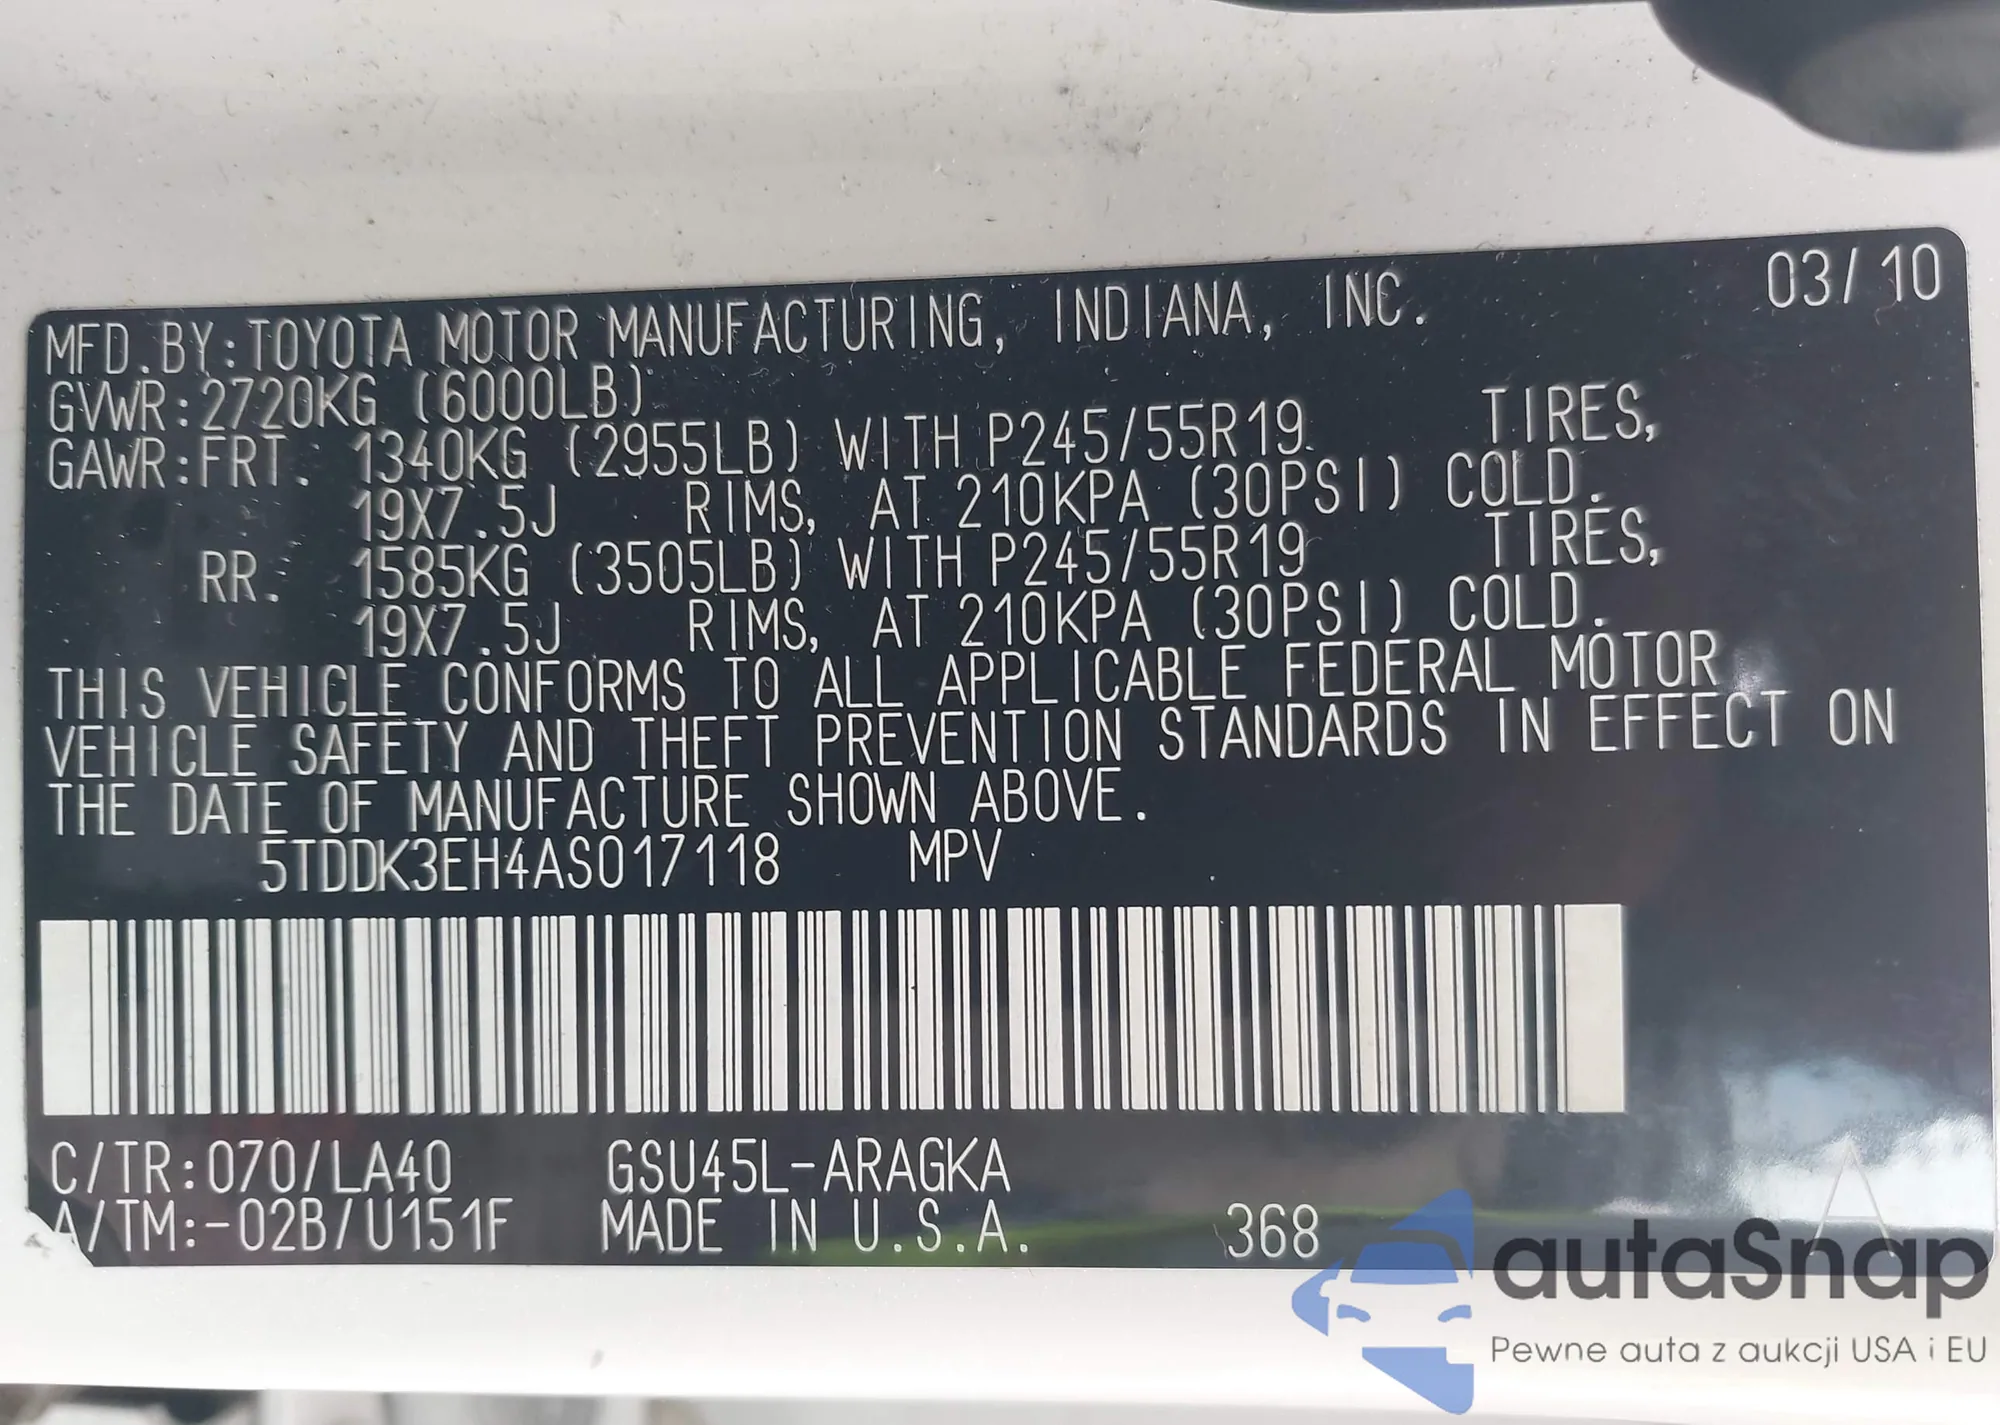 03/10
MFD.BY:TOYOTA MOTOR MANUFACTURING, INDIANA, INC.
GVWR:2720KG (6000LB)
GAWR:FRT. 1340KG (2955LB) WITH P245/55R19 TIRES,
19X7.5J RIMS, AT 210KPA (30PSI) COLD.
RR. 1585KG (3505LB) WITH P245/55R19 TIRES,
19X7.5J RIMS, AT 210KPA (30PSI) COLD.
THIS VEHICLE CONFORMS TO ALL APPLICABLE FEDERAL MOTOR
VEHICLE SAFETY AND THEFT PREVENTION STANDARDS IN EFFECT ON
THE DATE OF MANUFACTURE SHOWN ABOVE.
5TDDK3EH4AS017118 MPV
C/TR:070/LA40 GSU45L-ARAGKA
A/TM:-02B/U151F MADE IN U.S.A. 368 A
autaSnap
Pewne auta z aukcji USA i EU